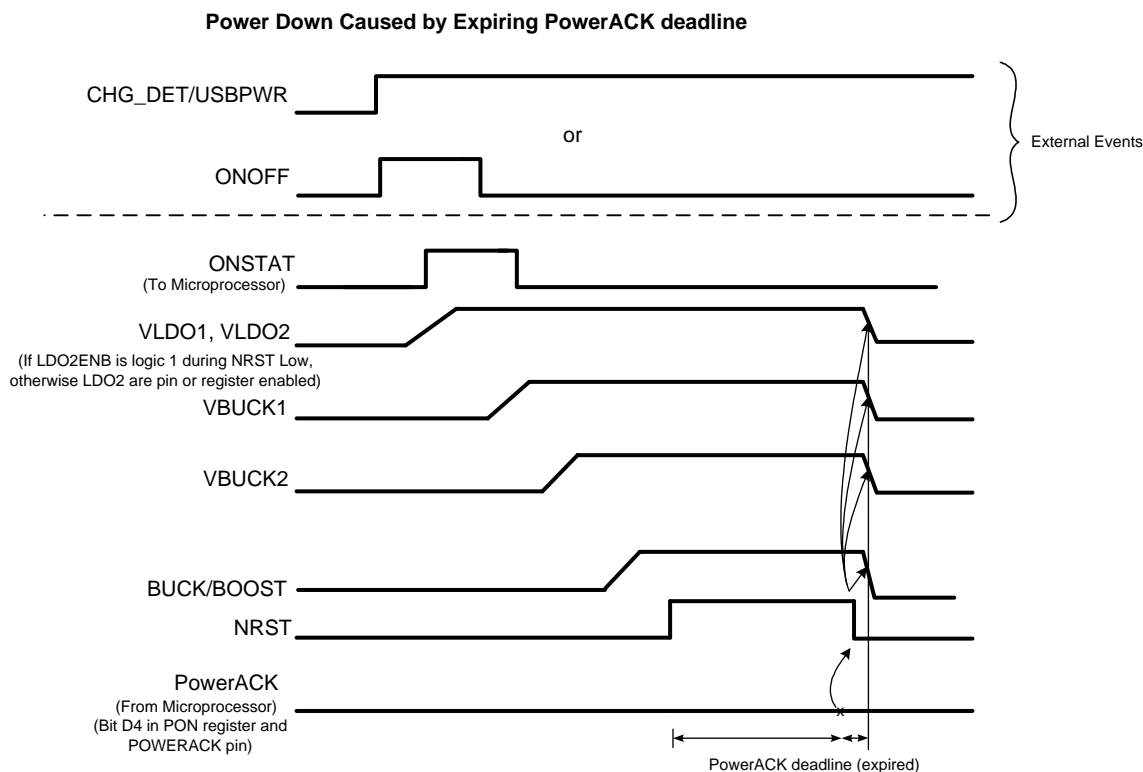 Power Down Caused by Expiring PowerACK deadline
CHG_DET/USBPWR
or
External Events
ONOFF
ONSTAT
(To Microprocessor)
VLDO1, VLDO2
(If LDO2ENB is logic 1 during NRST Low,
otherwise LDO2 are pin or register enabled)
VBUCK1
VBUCK2
BUCK/BOOST
NRST
PowerACK
(From Microprocessor)
(Bit D4 in PON register and
POWERACK pin)
x
PowerACK deadline (expired)